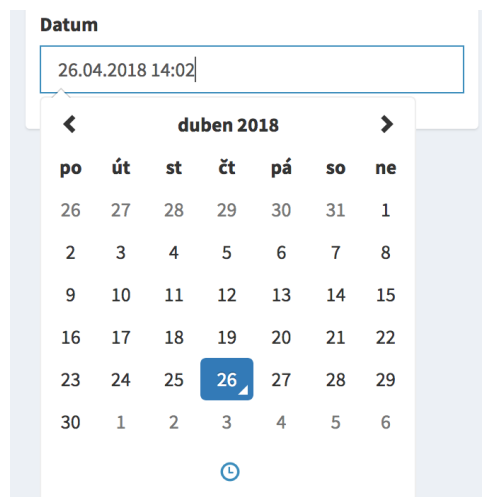 Datum
26.04.2018 14:02
duben 2018
po út st čt pá so ne
26 27 28 29 30 31 1
2 3 4 5 6 7 8
9 10 11 12 13 14 15
16 17 18 19 20 21 22
23 24 25 26 27 28 29
30 1 2 3 4 5 6